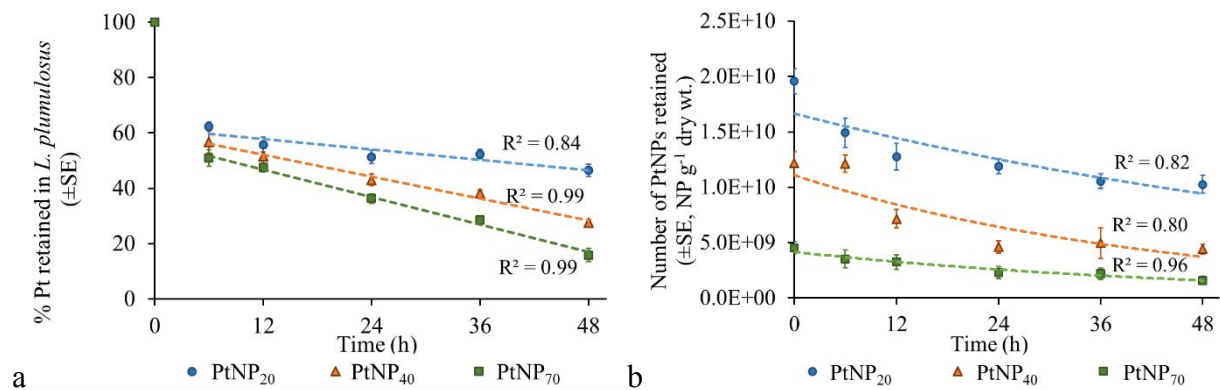 % Pt retained in L. plumulosus
(±SE)
100
80
60
40
20
0
R² = 0.84
R² = 0.99
R² = 0.99
0
12
24
36
48
Time (h)
PtNP₂₀
PtNP₄₀
PtNP₇₀
a
Number of PtNPs retained
(±SE, NP g⁻¹ dry wt.)
2.5E+10
2.0E+10
1.5E+10
1.0E+10
5.0E+09
0.0E+00
R² = 0.82
R² = 0.80
R² = 0.96
0
12
24
36
48
Time (h)
PtNP₂₀
PtNP₄₀
PtNP₇₀
b